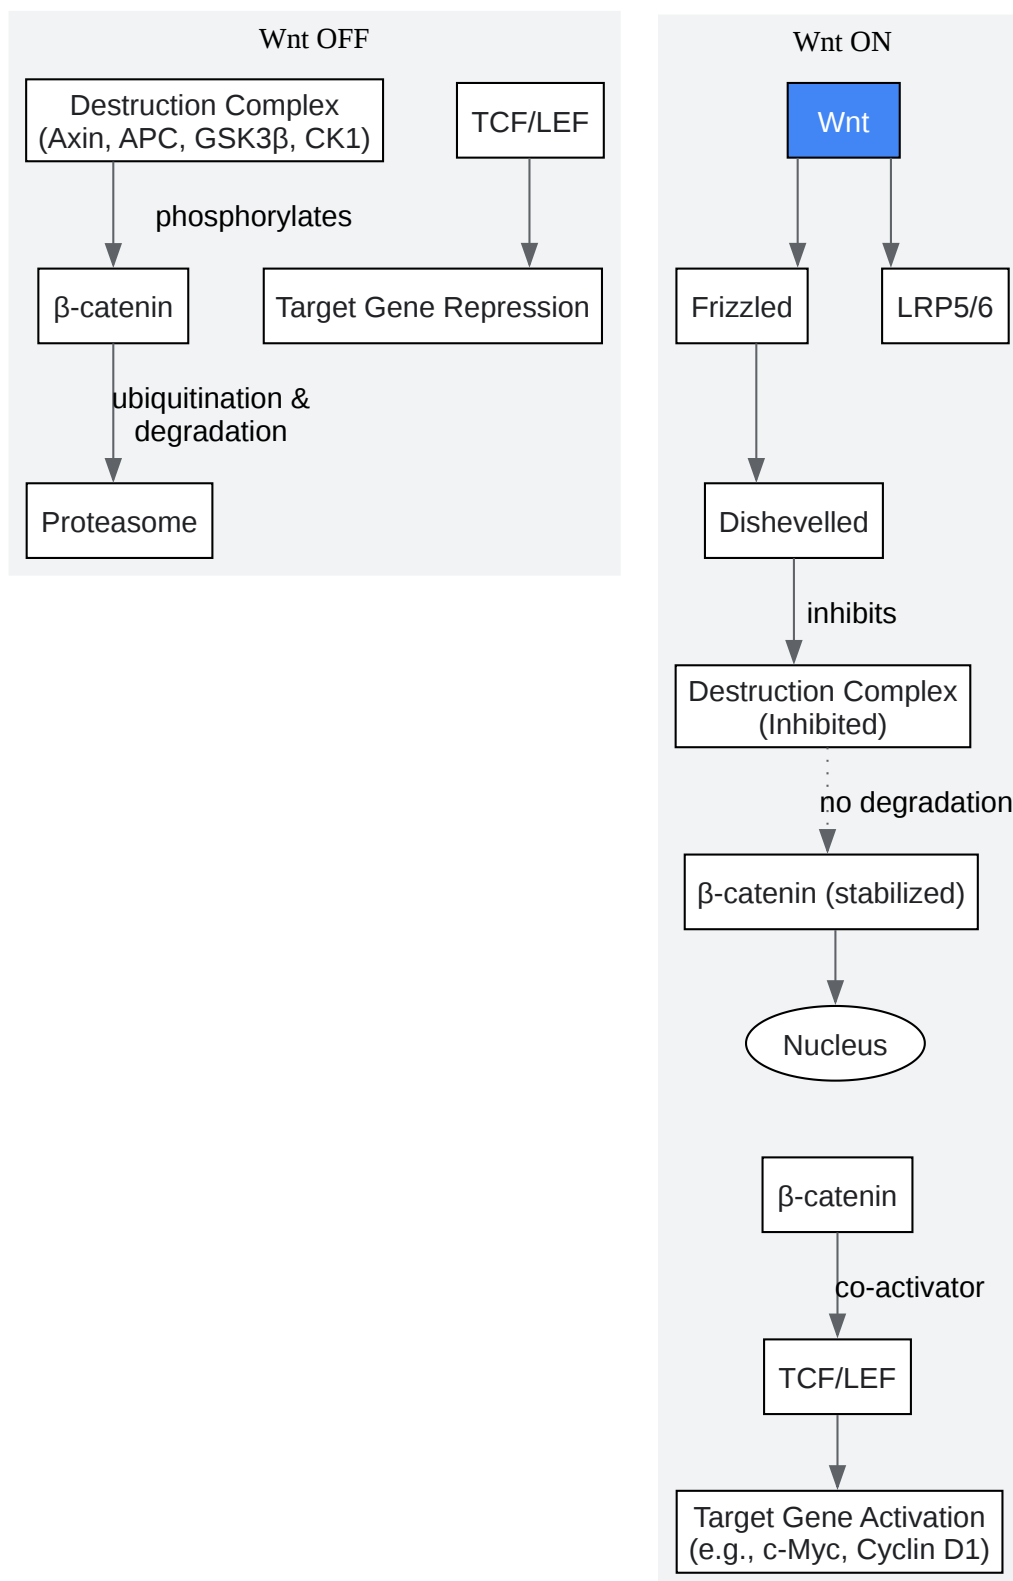 Wnt OFF
Destruction Complex
(Axin, APC, GSK3β, CK1)
TCF/LEF
phosphorylates
β-catenin
Target Gene Repression
ubiquitination &
degradation
Proteasome
Wnt ON
Wnt
Frizzled
LRP5/6
Dishevelled
inhibits
Destruction Complex
(Inhibited)
no degradation
β-catenin (stabilized)
Nucleus
β-catenin
co-activator
TCF/LEF
Target Gene Activation
(e.g., c-Myc, Cyclin D1)